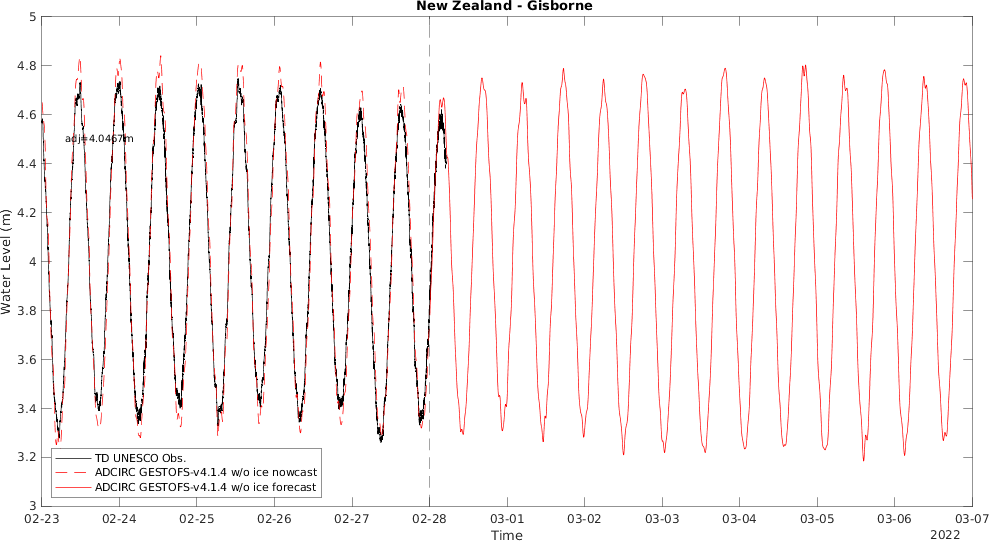 New Zealand - Gisborne
5
4.8
4.6
4.4
4.2
4
3.8
3.6
3.4
3.2
3
Water Level (m)
adj=4.0467m
TD UNESCO Obs.
ADCIRC GESTOFS-v4.1.4 w/o ice nowcast
ADCIRC GESTOFS-v4.1.4 w/o ice forecast
02-23 02-24 02-25 02-26 02-27 02-28 03-01 03-02 03-03 03-04 03-05 03-06 03-07
Time
2022